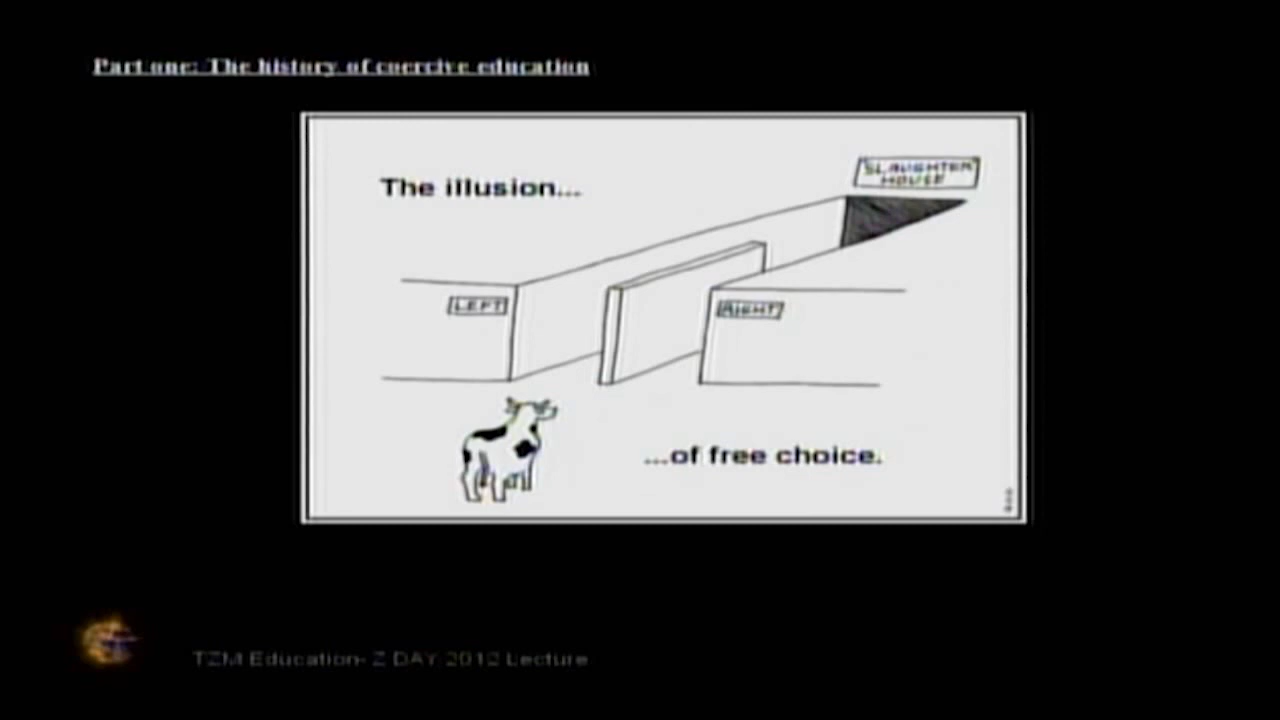 Part one: The history of coercive education
The illusion...
SLAUGHTER
HOUSE
LEFT
RIGHT
...of free choice.
TZM Education- Z DAY 2012 Lecture